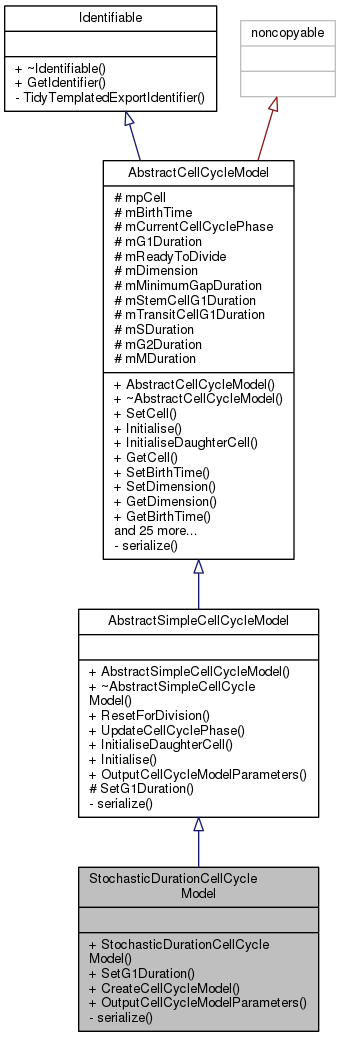 Identifiable
+ ~Identifiable()
+ GetIdentifier()
- TidyTemplatedExportIdentifier()
noncopyable
AbstractCellCycleModel
# mpCell
# mBirthTime
# mCurrentCellCyclePhase
# mG1Duration
# mReadyToDivide
# mDimension
# mMinimumGapDuration
# mStemCellG1Duration
# mTransitCellG1Duration
# mSDuration
# mG2Duration
# mMDuration
+ AbstractCellCycleModel()
+ ~AbstractCellCycleModel()
+ SetCell()
+ Initialise()
+ InitialiseDaughterCell()
+ GetCell()
+ SetBirthTime()
+ SetDimension()
+ GetDimension()
+ GetBirthTime()
and 25 more...
- serialize()
AbstractSimpleCellCycleModel
+ AbstractSimpleCellCycleModel()
+ ~AbstractSimpleCellCycle
Model()
+ ResetForDivision()
+ UpdateCellCyclePhase()
+ InitialiseDaughterCell()
+ Initialise()
+ OutputCellCycleModelParameters()
# SetG1Duration()
- serialize()
StochasticDurationCellCycle
Model
+ StochasticDurationCellCycle
Model()
+ SetG1Duration()
+ CreateCellCycleModel()
+ OutputCellCycleModelParameters()
- serialize()